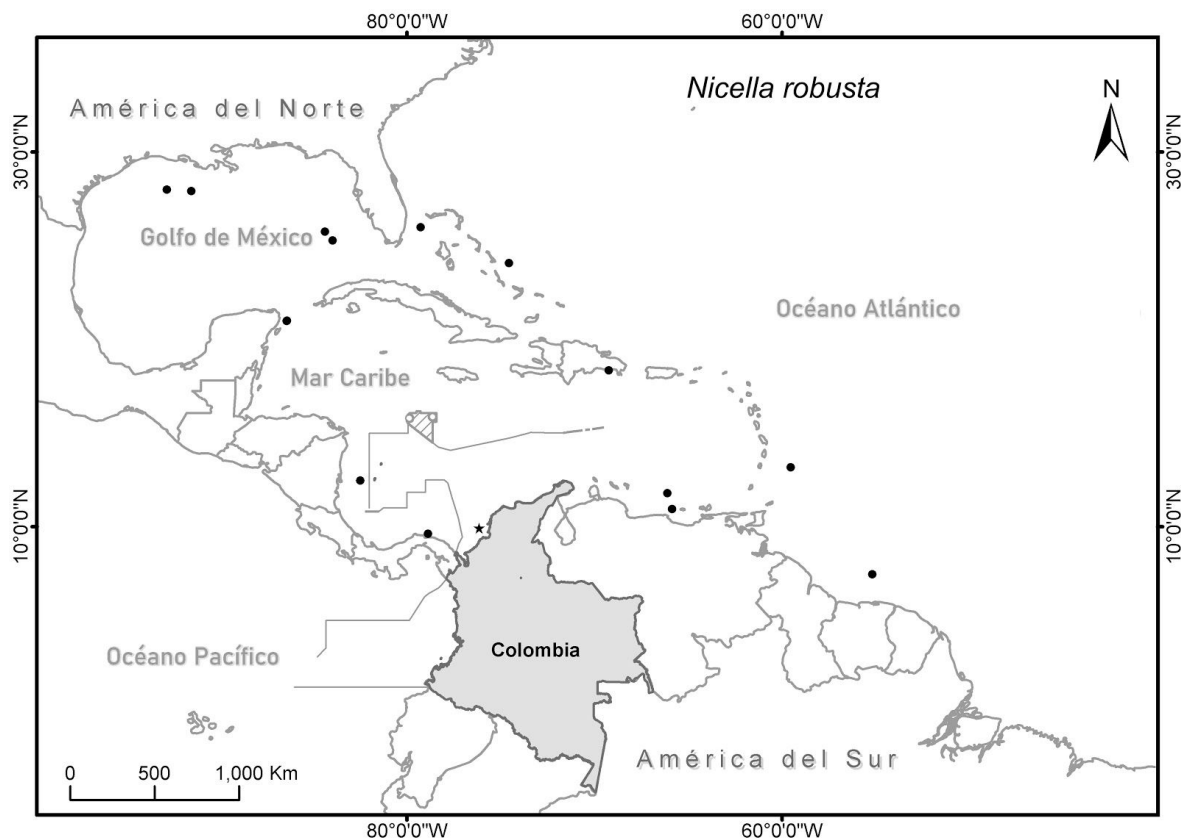 80°0'0"W 60°0'0"W
Nicella robusta
N
América del Norte
30°0'0"N 30°0'0"N
Golfo de México
Océano Atlántico
Mar Caribe
10°0'0"N 10°0'0"N
Océano Pacífico
Colombia
América del Sur
0 500 1,000 Km
80°0'0"W 60°0'0"W